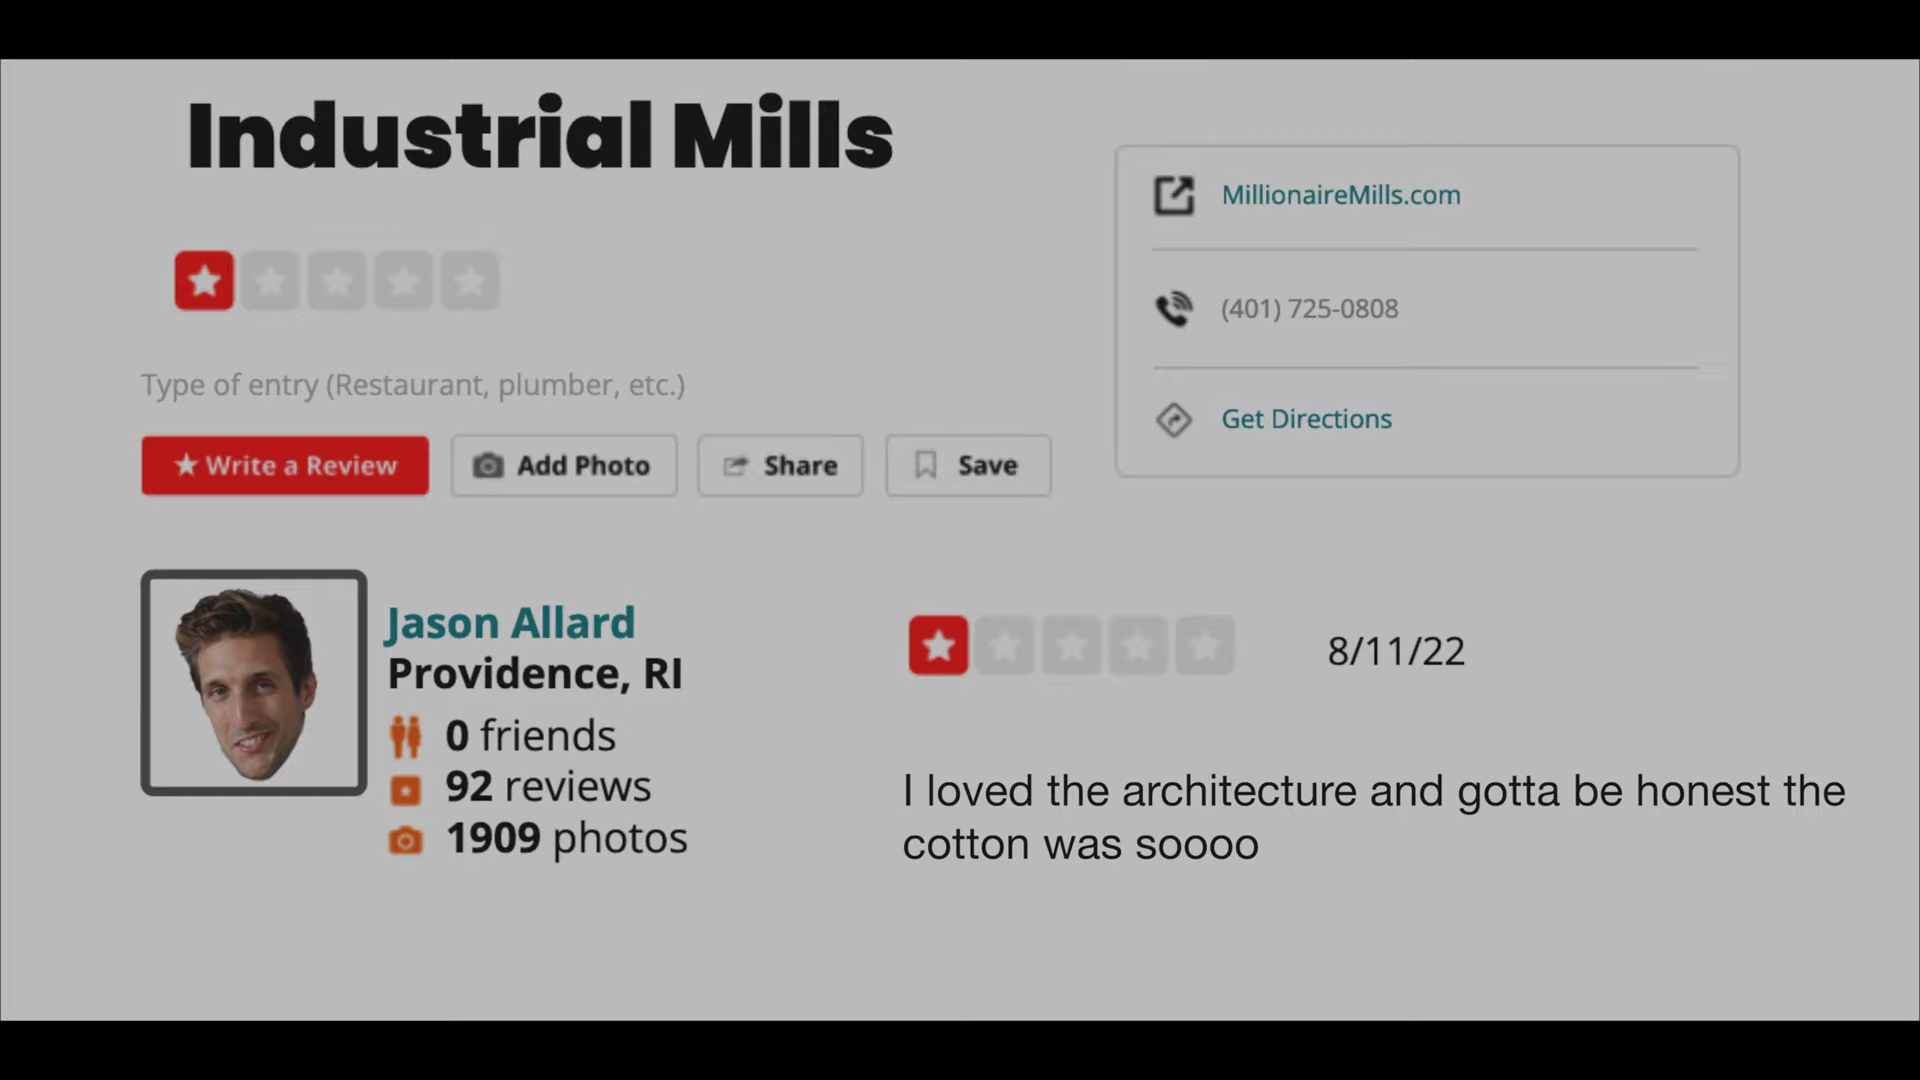 Industrial Mills
MillionaireMills.com
(401) 725-0808
Get Directions
Type of entry (Restaurant, plumber, etc.)
Write a Review
Add Photo
Share
Save
Jason Allard
Providence, RI
0 friends
92 reviews
1909 photos
8/11/22
I loved the architecture and gotta be honest the
cotton was soooo